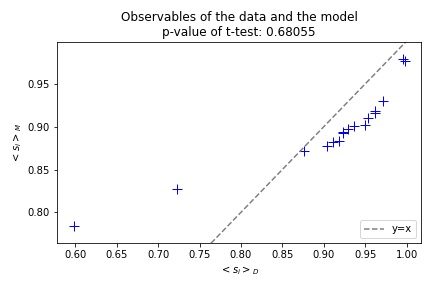 Observables of the data and the model
p-value of t-test: 0.68055
0.95
0.90
0.85
0.80
< s_i >_M
0.60 0.65 0.70 0.75 0.80 0.85 0.90 0.95 1.00
< s_i >_D
y=x